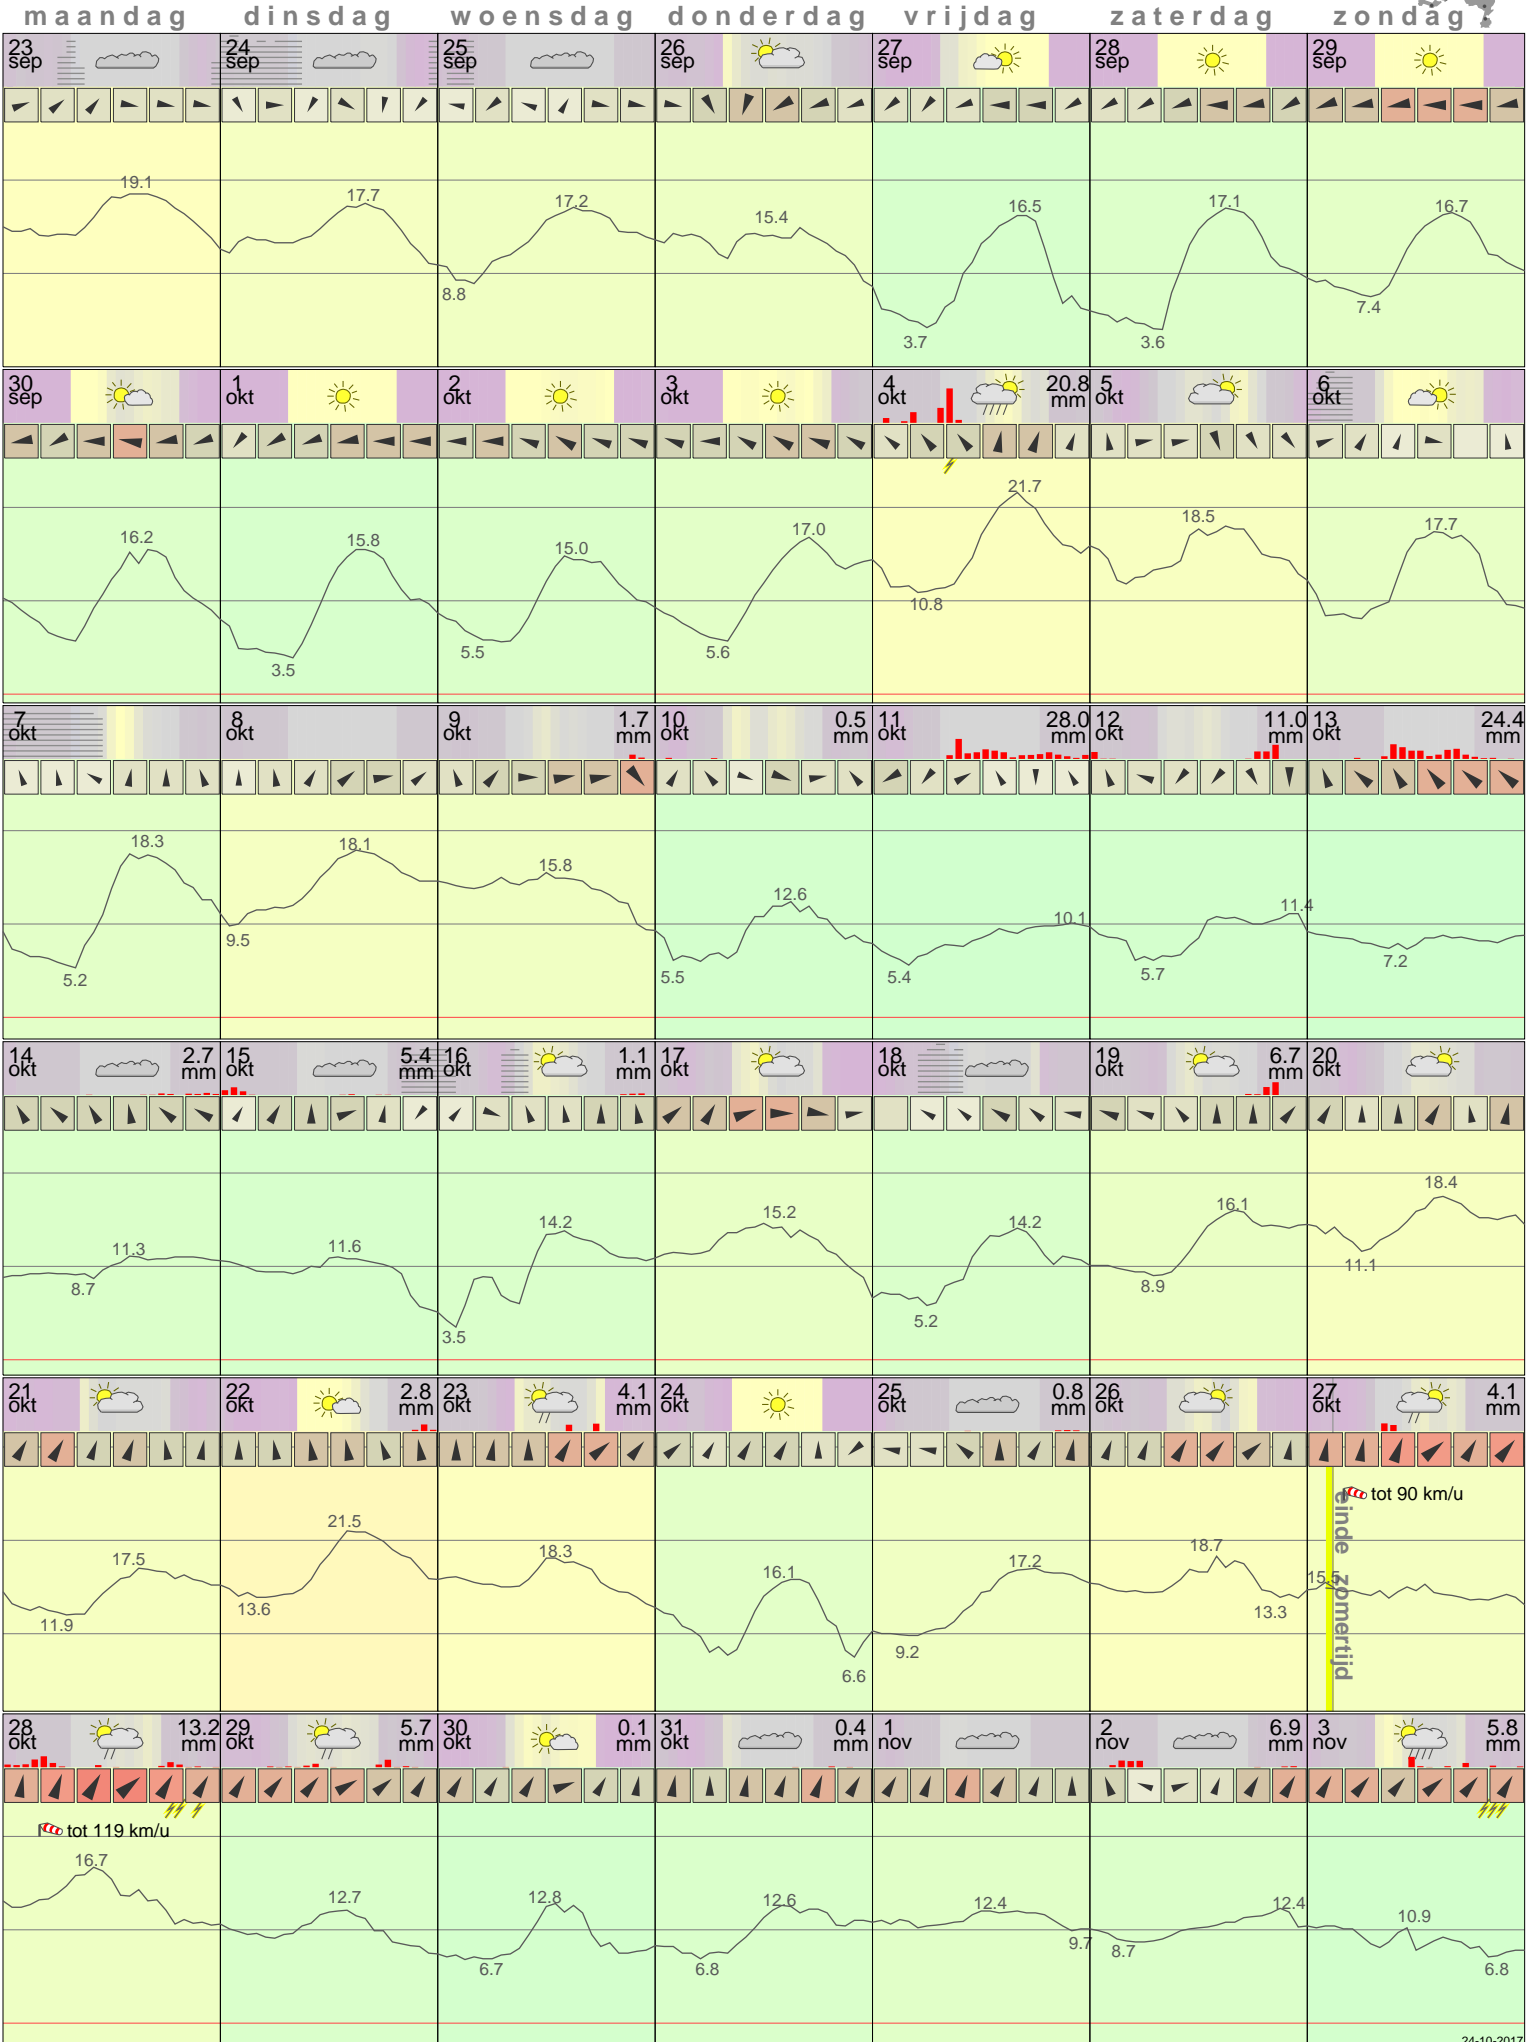 maandag dinsdag woensdag donderdag vrijdag zaterdag zondag
23 sep 24 sep 25 sep 26 sep 27 sep 28 sep 29 sep
19.1 17.7 17.2 15.4 16.5 17.1 16.7
8.8 3.7 3.6 7.4
30 sep 1 okt 2 okt 3 okt 4 okt 20.8 mm 5 okt 6 okt
16.2 15.8 15.0 17.0 21.7 18.5 17.7
3.5 5.5 5.6 10.8
7 okt 8 okt 9 okt 1.7 mm 10 okt 0.5 mm 11 okt 28.0 mm 12 okt 11.0 mm 13 okt 24.4 mm
18.3 18.1 15.8 12.6 10.1 11.4
5.2 9.5 5.5 5.4 5.7 7.2
14 okt 2.7 mm 15 okt 5.4 mm 16 okt 1.1 mm 17 okt 18 okt 19 okt 6.7 mm 20 okt
11.3 11.6 14.2 15.2 14.2 16.1 18.4
8.7 3.5 5.2 8.9 11.1
21 okt 22 okt 2.8 mm 23 okt 4.1 mm 24 okt 25 okt 0.8 mm 26 okt 27 okt 4.1 mm
tot 90 km/u
einde zomertijd
17.5 21.5 18.3 16.1 17.2 18.7 15.5
11.9 13.6 6.6 9.2 13.3
28 okt 13.2 mm 29 okt 5.7 mm 30 okt 0.1 mm 31 okt 0.4 mm 1 nov 2 nov 6.9 mm 3 nov 5.8 mm
tot 119 km/u
16.7 12.7 12.8 12.6 12.4 12.4 10.9
6.7 6.8 9.7 8.7 6.8
24-10-2017